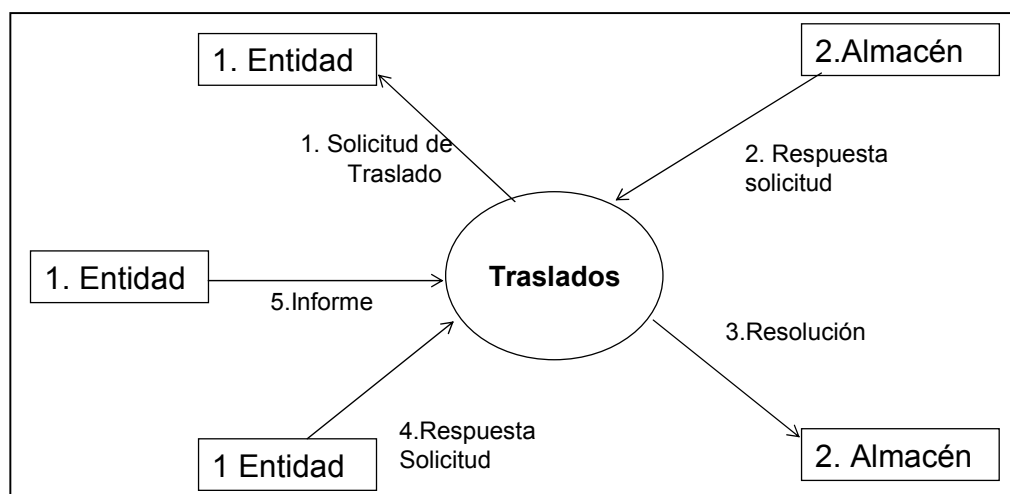 1. Entidad
2.Almacén
1. Solicitud de
Traslado
2. Respuesta
solicitud
1. Entidad
Traslados
5.Informe
3.Resolución
4.Respuesta
Solicitud
1 Entidad
2. Almacén